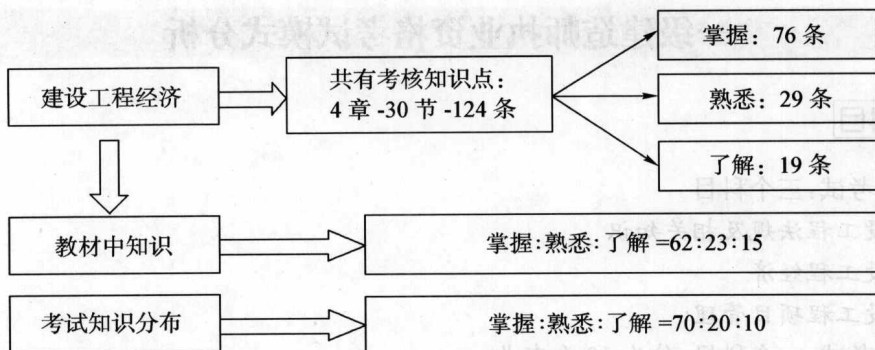 掌握：76 条
建设工程经济
共有考核知识点：
4 章 -30 节 -124 条
熟悉：29 条
了解：19 条
教材中知识
掌握:熟悉:了解 =62:23:15
考试知识分布
掌握:熟悉:了解 =70:20:10